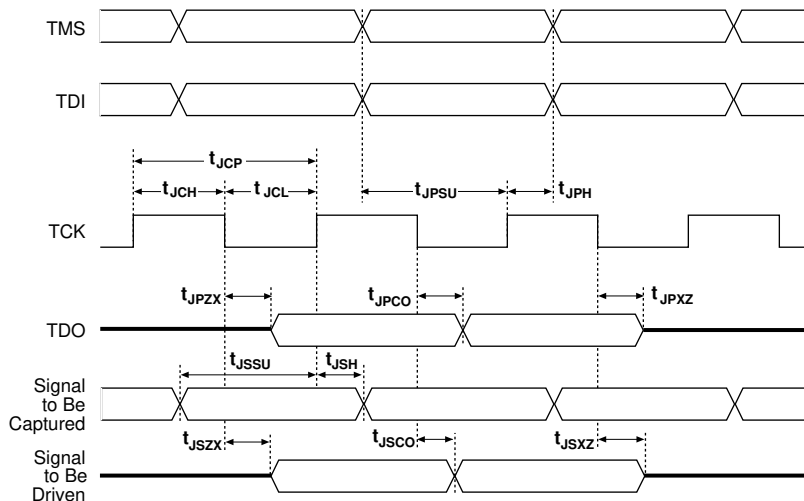 TMS
TDI
tJCP
tJCH
tJCL
tJPSU
tJPH
TCK
tJPZX
tJPCO
tJPXZ
TDO
tJSSU
tJSH
Signal
to Be
Captured
tJSZX
tJSCO
tJSXZ
Signal
to Be
Driven